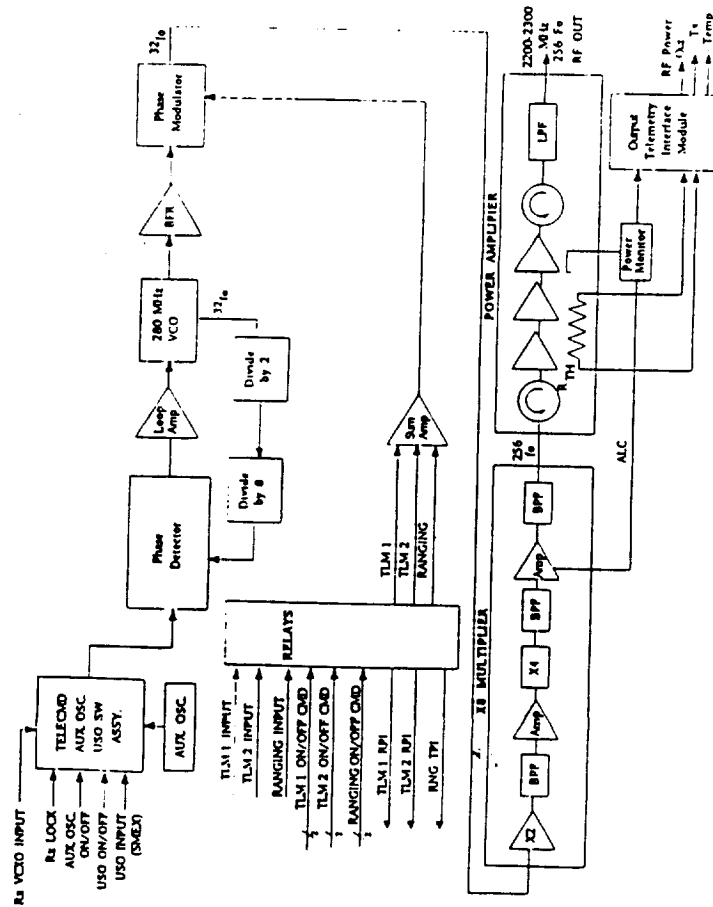 Rx VCXO INPUT
Rx LOCK
AUX OSC.
ON/OFF
USO ON/OFF
USO INPUT
(SMEX)
TELECMD
AUX OSC.
USO SW
ASSY.
AUX OSC.
Phase
Detector
Loop
Amp
280 MHz
VCO
BFR
Phase
Modulator
32fo
32fo
Divide
by 2
Divide
by 8
TLM 1 INPUT
TLM 2 INPUT
RANGING INPUT
TLM 1 ON/OFF CMD
TLM 2 ON/OFF CMD
RANGING ON/OFF CMD
TLM 1 RPI
TLM 2 RPI
RNG TPI
RELAYS
TLM 1
TLM 2
RANGING
Sum
Amp
X8 MULTIPLIER
X2
BPF
Amp
X4
BPF
Amp
BPF
256
fo
ALC
POWER AMPLIFIER
R TH
LPF
2200-2300
MHz
256 Fo
RF OUT
Power
Monitor
Output
Telemetry
Interface
Module
RF Power
Tx
Temp